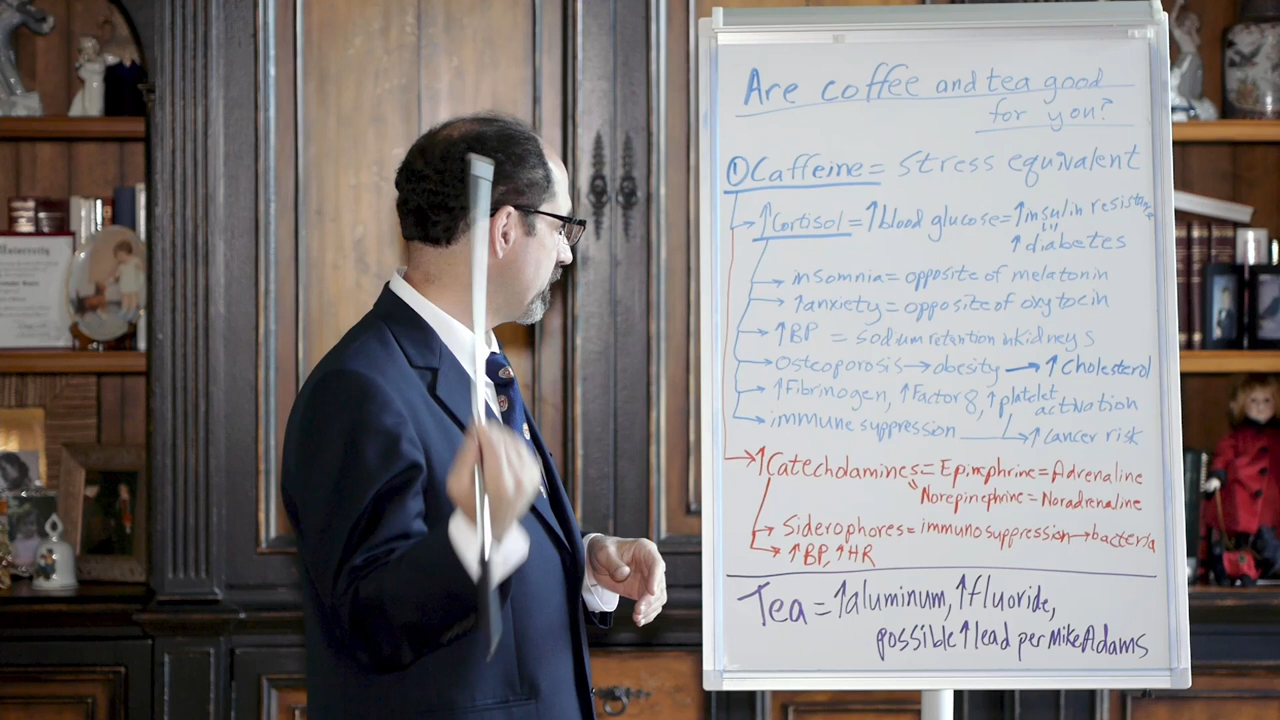 Are coffee and tea good
for you?
① Caffeine = stress equivalent
↑Cortisol = ↑blood glucose = ↑insulin resistance
↑diabetes
insomnia = opposite of melatonin
↑anxiety = opposite of oxytocin
↑BP = sodium retention in kidneys
Osteoporosis → obesity → ↑Cholesterol
↑Fibrinogen, ↑Factor 8, ↑platelet
activation
immune suppression → ↑Cancer risk
↑Catecholamines = Epinephrine = Adrenaline
" Norepinephrine = Noradrenaline
Siderophores = immunosuppression → bacteria
↑BP, ↑HR
Tea = ↑aluminum, ↑fluoride,
possible ↑lead per Mike Adams
University